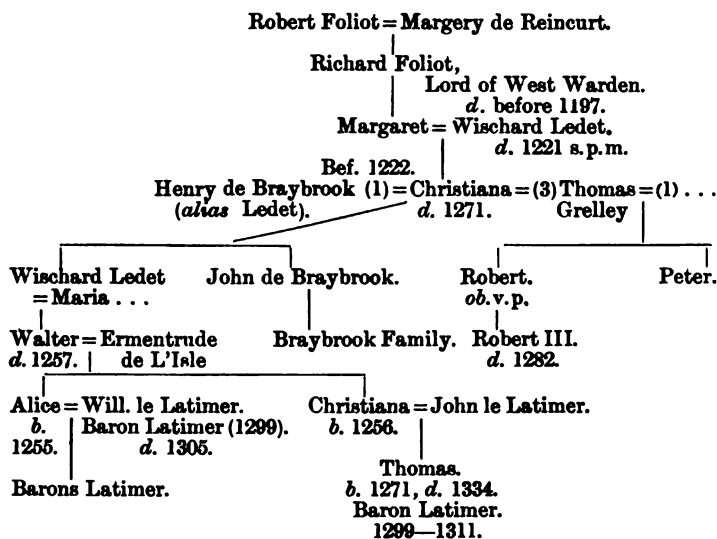 Robert Foliot = Margery de Reincurt.
Richard Foliot,
Lord of West Warden.
d. before 1197.
Margaret = Wischard Ledet.
d. 1221 s.p.m.
Bef. 1222.
Henry de Braybrook (1) = Christiana = (3) Thomas = (1) . . .
(alias Ledet). d. 1271. Grelley
Wischard Ledet John de Braybrook. Robert. Peter.
= Maria . . . ob. v.p.
Walter = Ermentrude Braybrook Family. Robert III.
d. 1257. de L'Isle d. 1282.
Alice = Will. le Latimer. Christiana = John le Latimer.
b. Baron Latimer (1299). b. 1256.
1255. d. 1305.
Thomas.
Barons Latimer. b. 1271, d. 1334.
Baron Latimer.
1299—1311.